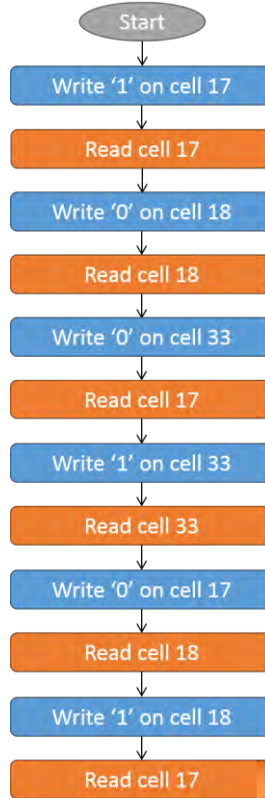 Start
Write ‘1’ on cell 17
Read cell 17
Write ‘0’ on cell 18
Read cell 18
Write ‘0’ on cell 33
Read cell 17
Write ‘1’ on cell 33
Read cell 33
Write ‘0’ on cell 17
Read cell 18
Write ‘1’ on cell 18
Read cell 17